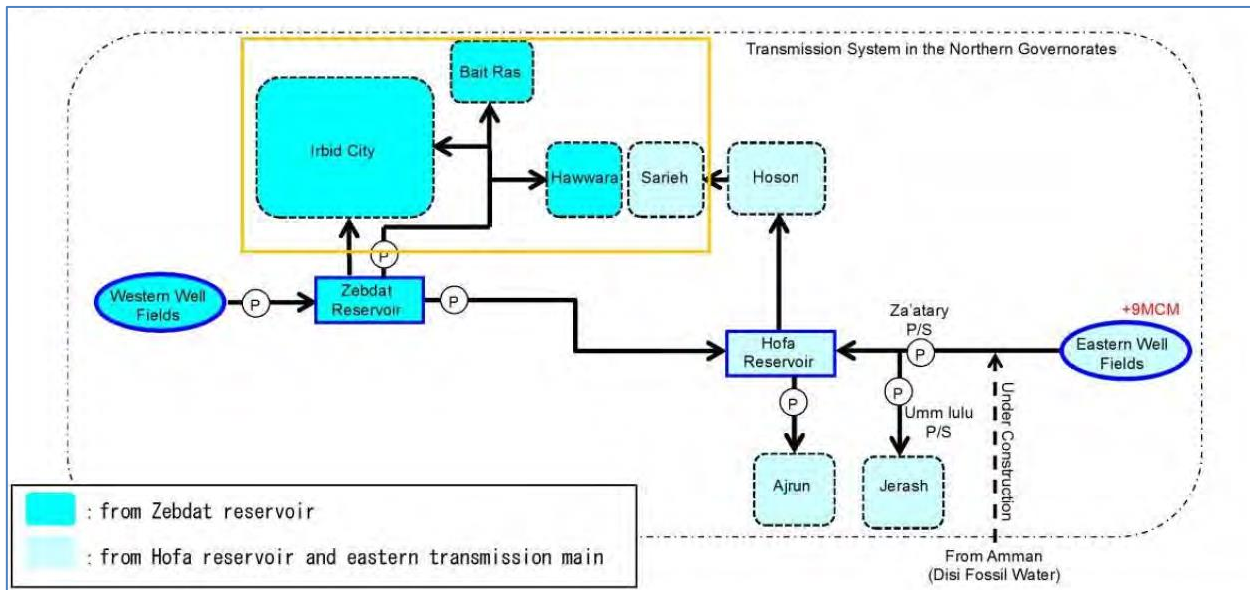 Transmission System in the Northern Governorates
Bait Ras
Irbid City
Hawwara
Sarieh
Hoson
P
Western Well
Fields
P
Zebdat
Reservoir
P
Za'atary
P/S
+9MCM
Hofa
Reservoir
P
Eastern Well
Fields
P
P
Umm lulu
P/S
Under Construction
Ajrun
Jerash
: from Zebdat reservoir
: from Hofa reservoir and eastern transmission main
From Amman
(Disi Fossil Water)